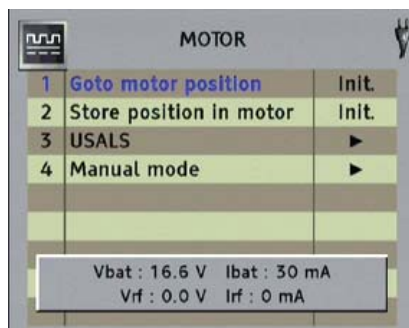 MOTOR
1 Goto motor position Init.
2 Store position in motor Init.
3 USALS ►
4 Manual mode ►
Vbat : 16.6 V Ibat : 30 mA
Vrf : 0.0 V Irf : 0 mA